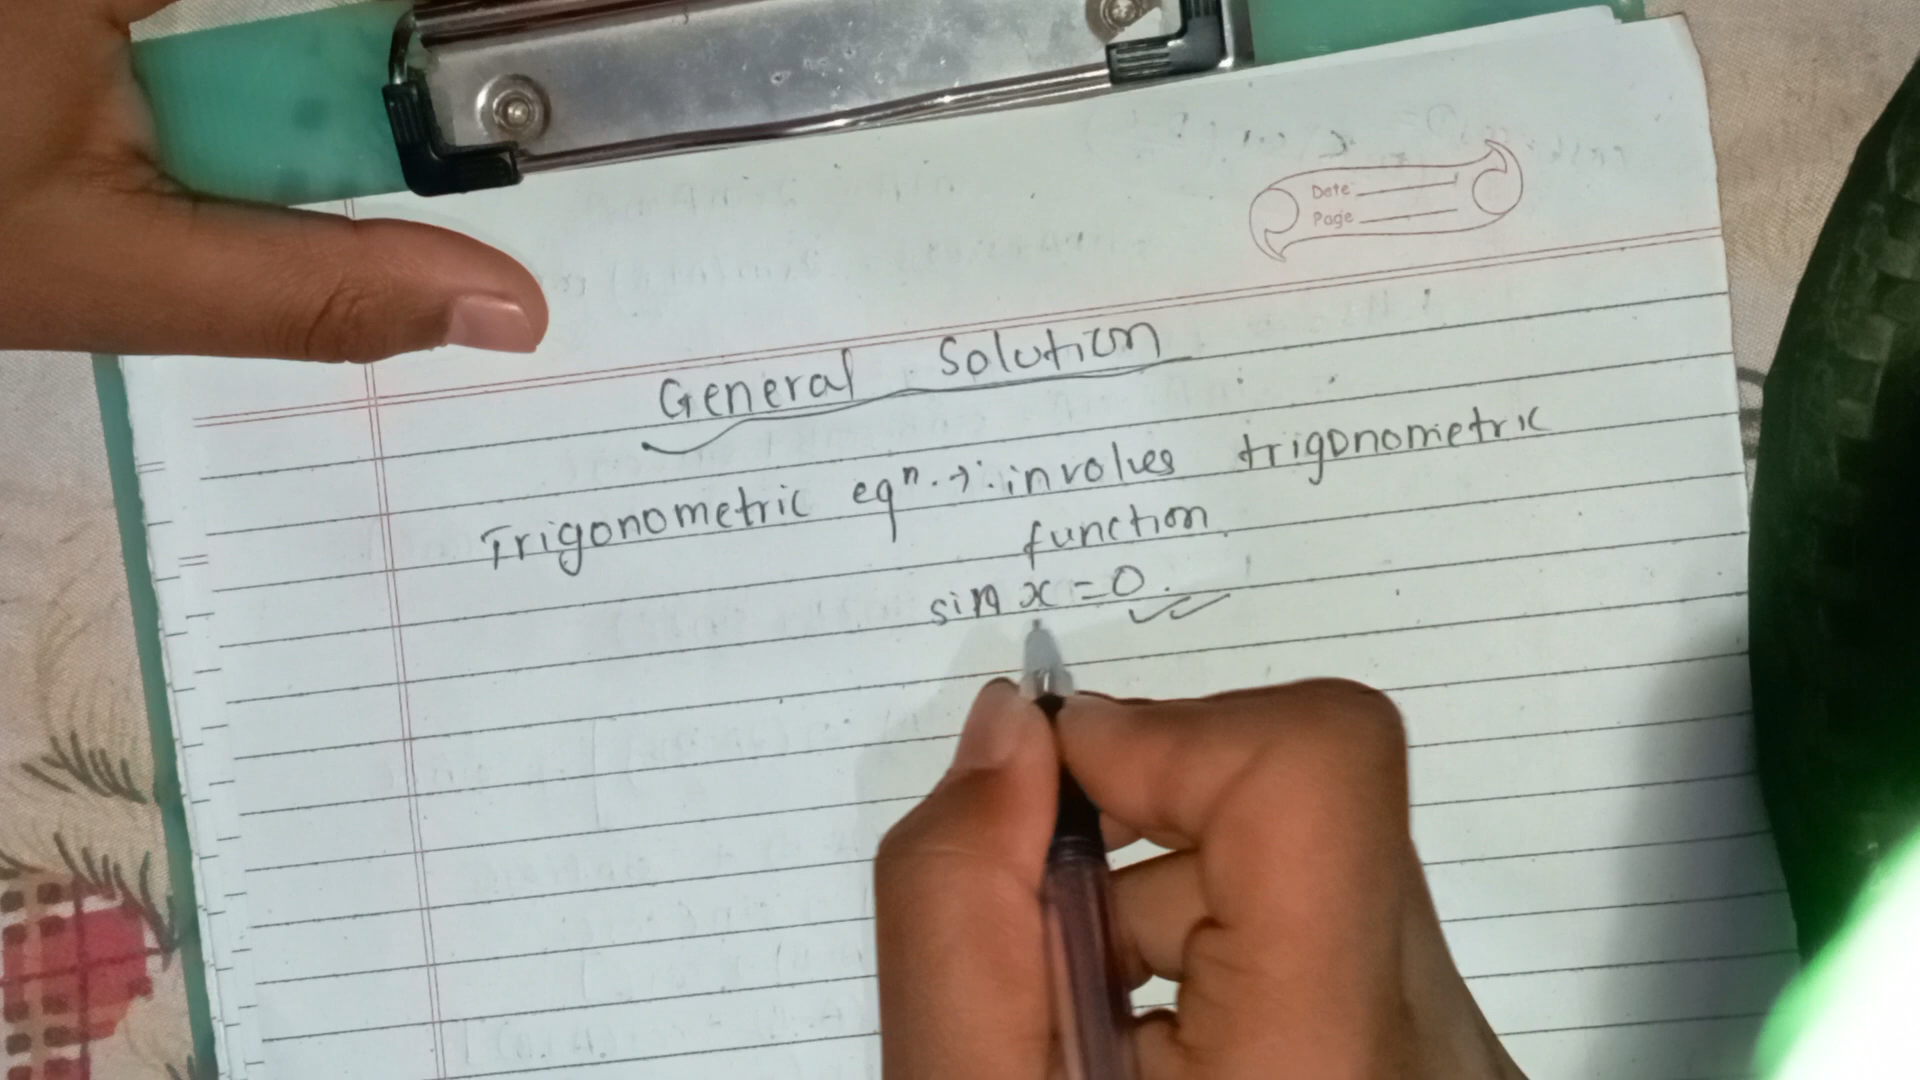 Date
Page
General Solution
Trigonometric eqⁿ. →: involves trigonometric
function
sin x = 0.